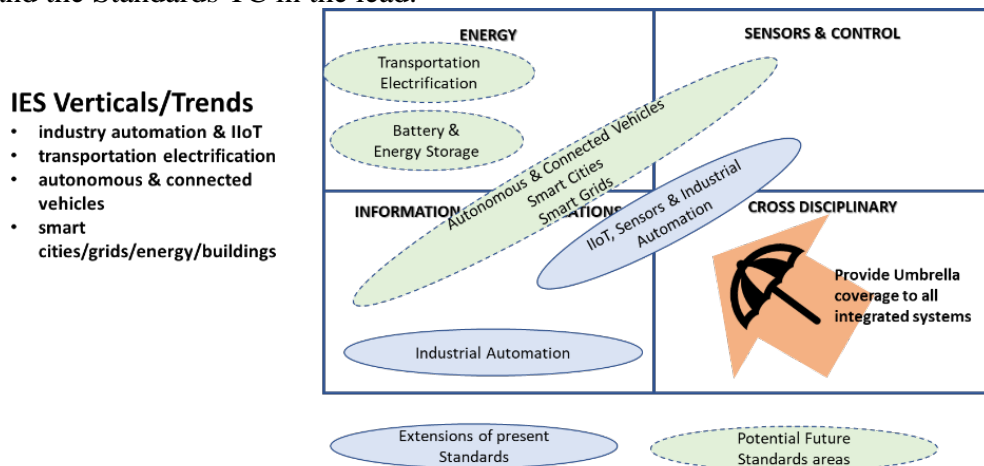 and the Standards TC in the lead.
IES Verticals/Trends
• industry automation & IIoT
• transportation electrification
• autonomous & connected
vehicles
• smart
cities/grids/energy/buildings
ENERGY
Transportation
Electrification
Battery &
Energy Storage
SENSORS & CONTROL
Autonomous & Connected Vehicles
Smart Cities
Smart Grids
INFORMATION
ATIONS
IIoT, Sensors & Industrial
Automation
Industrial Automation
CROSS DISCIPLINARY
Provide Umbrella
coverage to all
integrated systems
Extensions of present
Standards
Potential Future
Standards areas